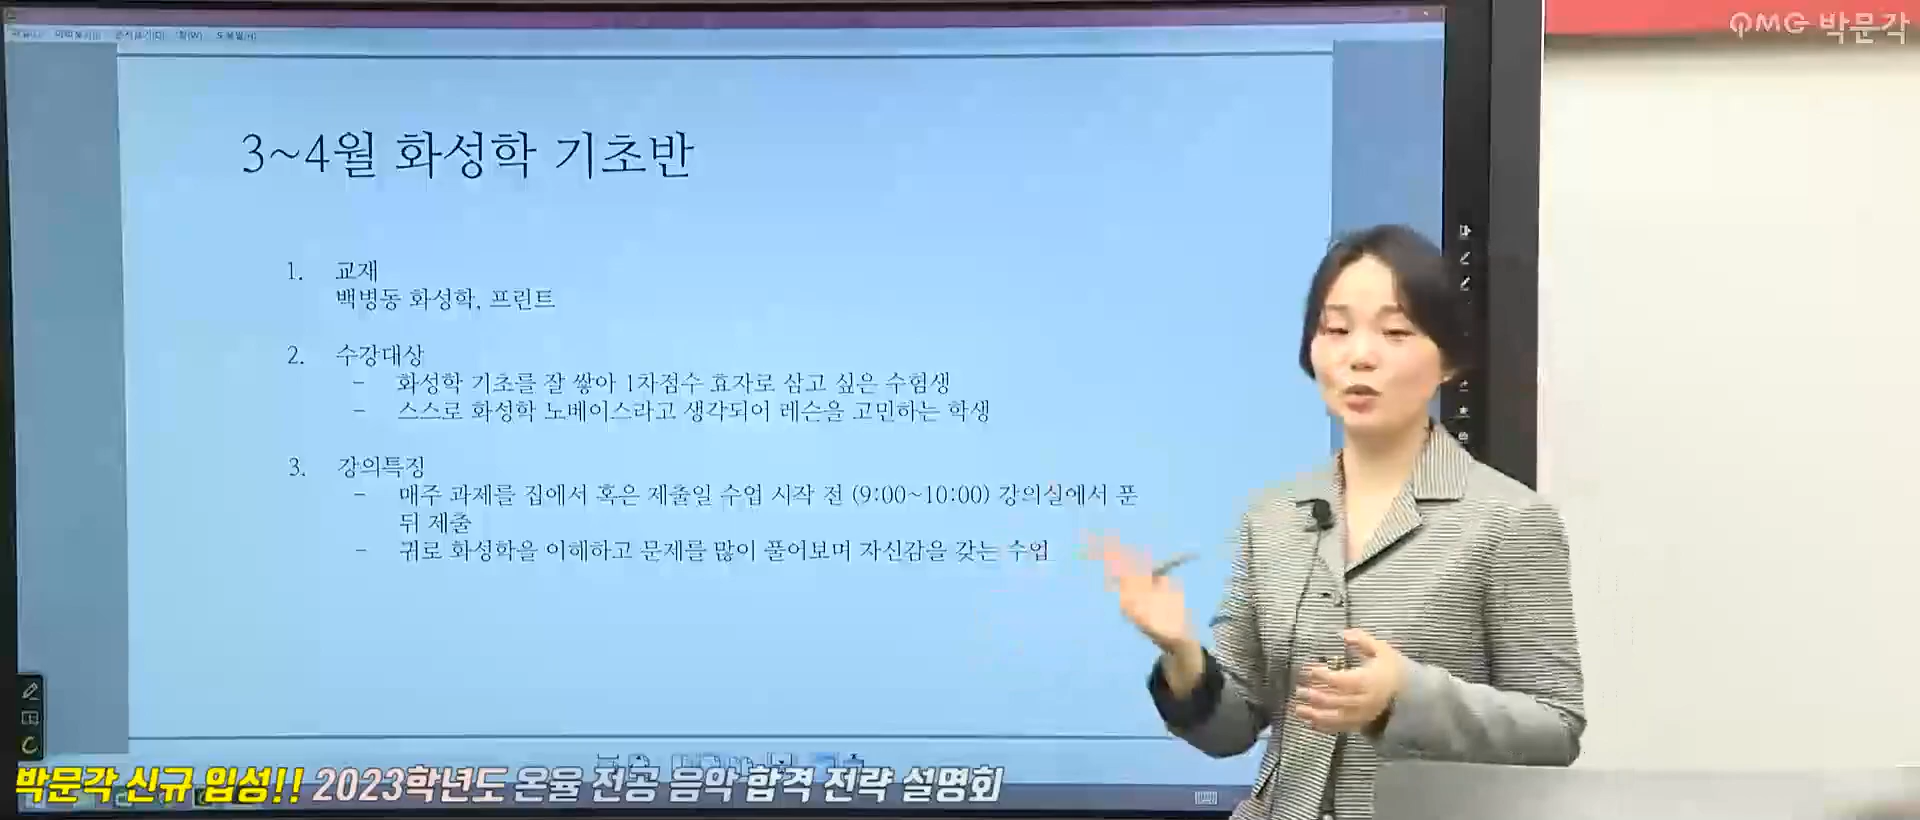 PMG 박문각
3~4월 화성학 기초반
1. 교재
백병동 화성학, 프린트
2. 수강대상
- 화성학 기초를 잘 쌓아 1차점수 효자로 삼고 싶은 수험생
- 스스로 화성학 노베이스라고 생각되어 레슨을 고민하는 학생
3. 강의특징
- 매주 과제를 집에서 혹은 제출일 수업 시작 전 (9:00~10:00) 강의실에서 푼
뒤 제출
- 귀로 화성학을 이해하고 문제를 많이 풀어보며 자신감을 갖는 수업
박문각 신규 입성!! 2023학년도 온율 전공 음악 합격 전략 설명회